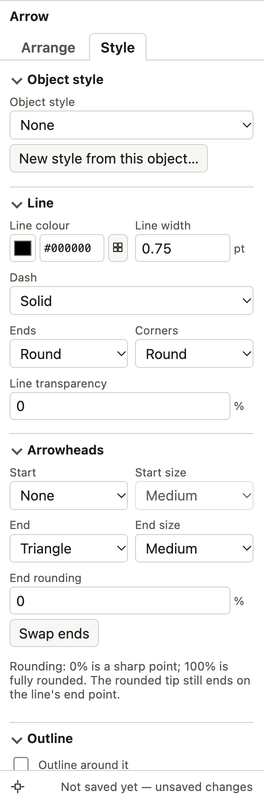 Arrow
Arrange
Style
Object style
Object style
None
New style from this object...
Line
Line colour
Line width
#000000
0.75
pt
Dash
Solid
Ends
Corners
Round
Round
Line transparency
0
%
Arrowheads
Start
Start size
None
Medium
End
End size
Triangle
Medium
End rounding
0
%
Swap ends
Rounding: 0% is a sharp point; 100% is
fully rounded. The rounded tip still ends on
the line's end point.
Outline
Outline around it
Not saved yet — unsaved changes